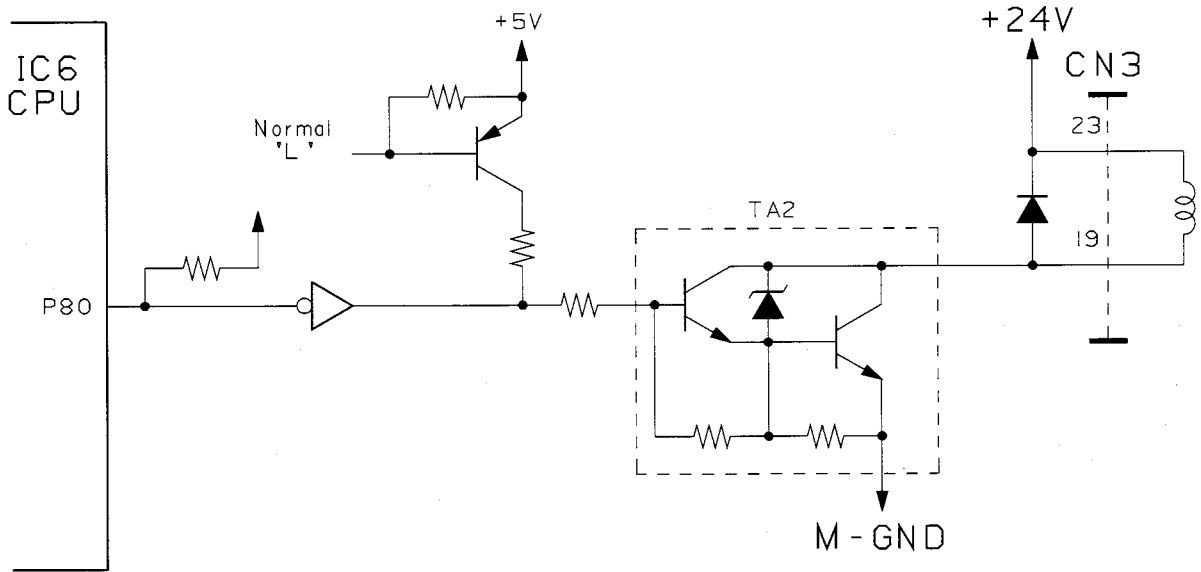 +5V
+24V
IC6
CPU
CN3
Normal
"L"
23
TA2
19
P80
M-GND